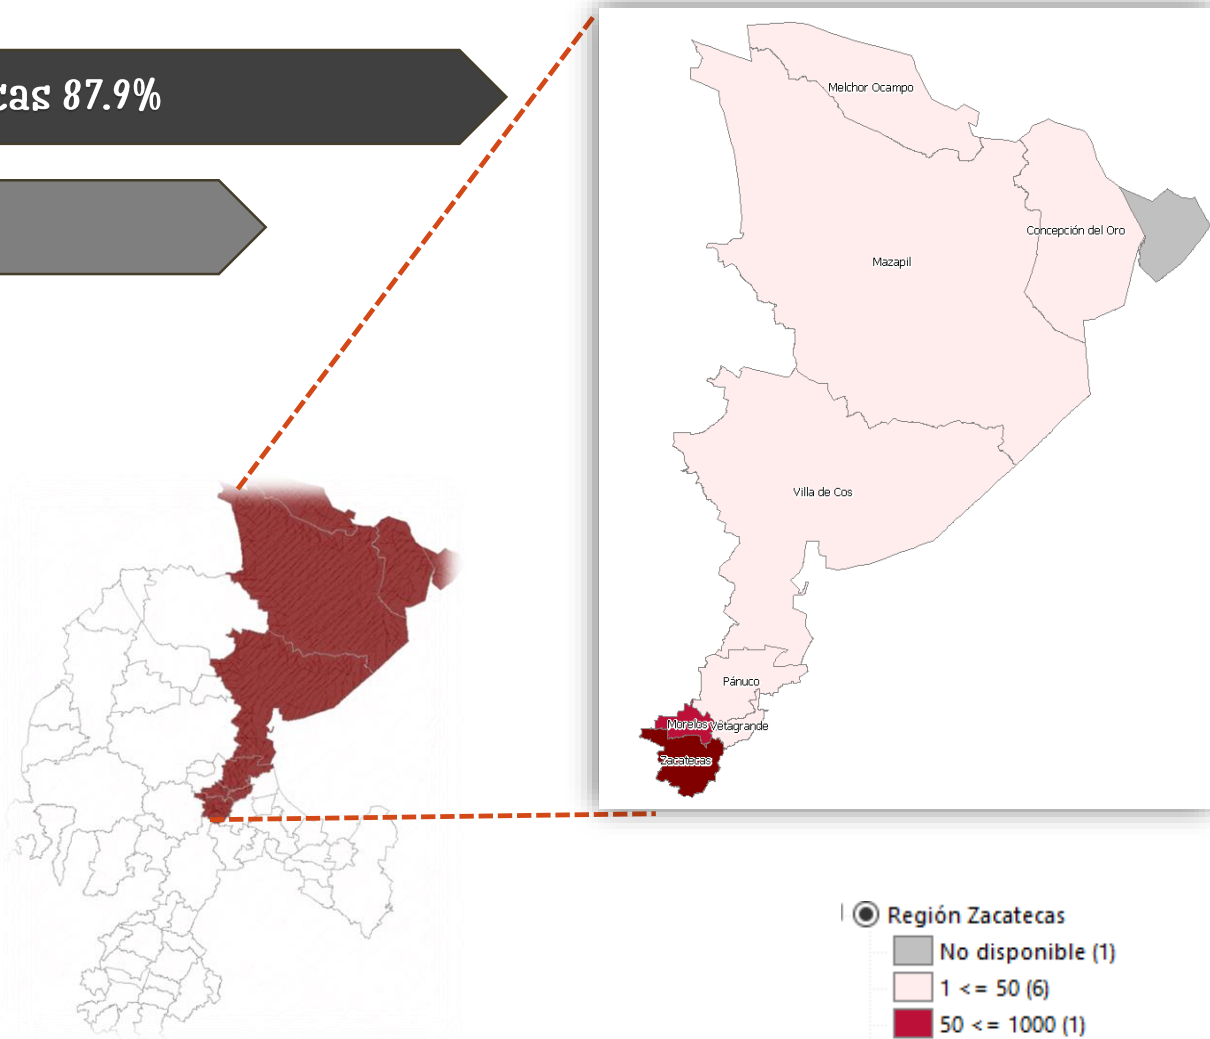 cas 87.9%
Melchor Ocampo
Concepción del Oro
Mazapil
Villa de Cos
Pánuco
Morelos
Vetagrande
Zacatecas
Región Zacatecas
No disponible (1)
1 <= 50 (6)
50 <= 1000 (1)